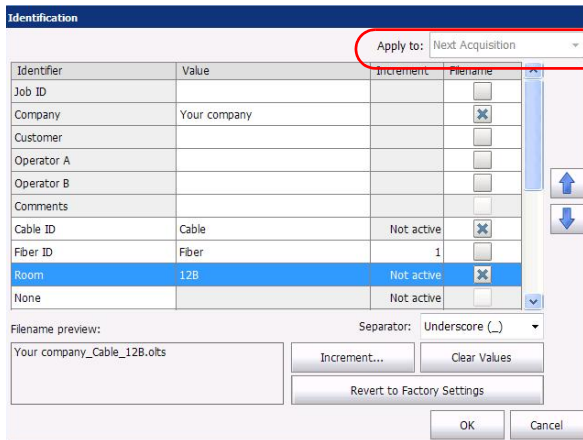 Identification
Apply to: Next Acquisition
Identifier Value Increment Filename
Job ID
Company Your company
Customer
Operator A
Operator B
Comments
Cable ID Cable Not active
Fiber ID Fiber 1
Room 12B Not active
None Not active
Filename preview: Separator: Underscore (_)
Your company_Cable_12B.olts
Increment... Clear Values
Revert to Factory Settings
OK Cancel